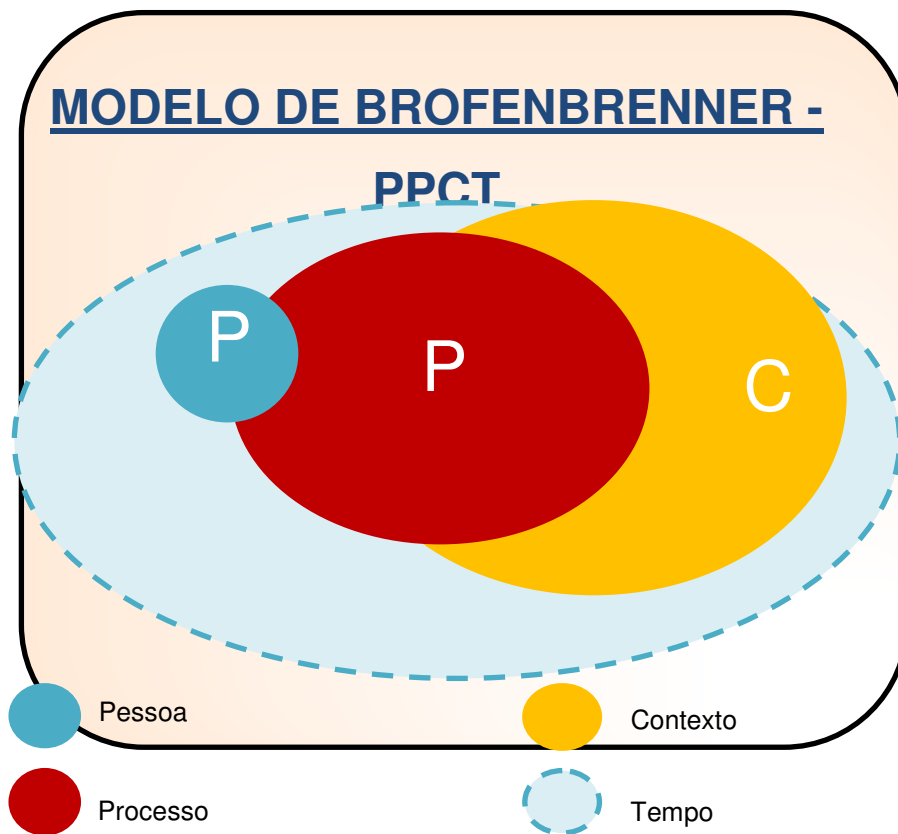 MODELO DE BROFENBRENNER -
PPCT
P
P
C
Pessoa
Contexto
Processo
Tempo